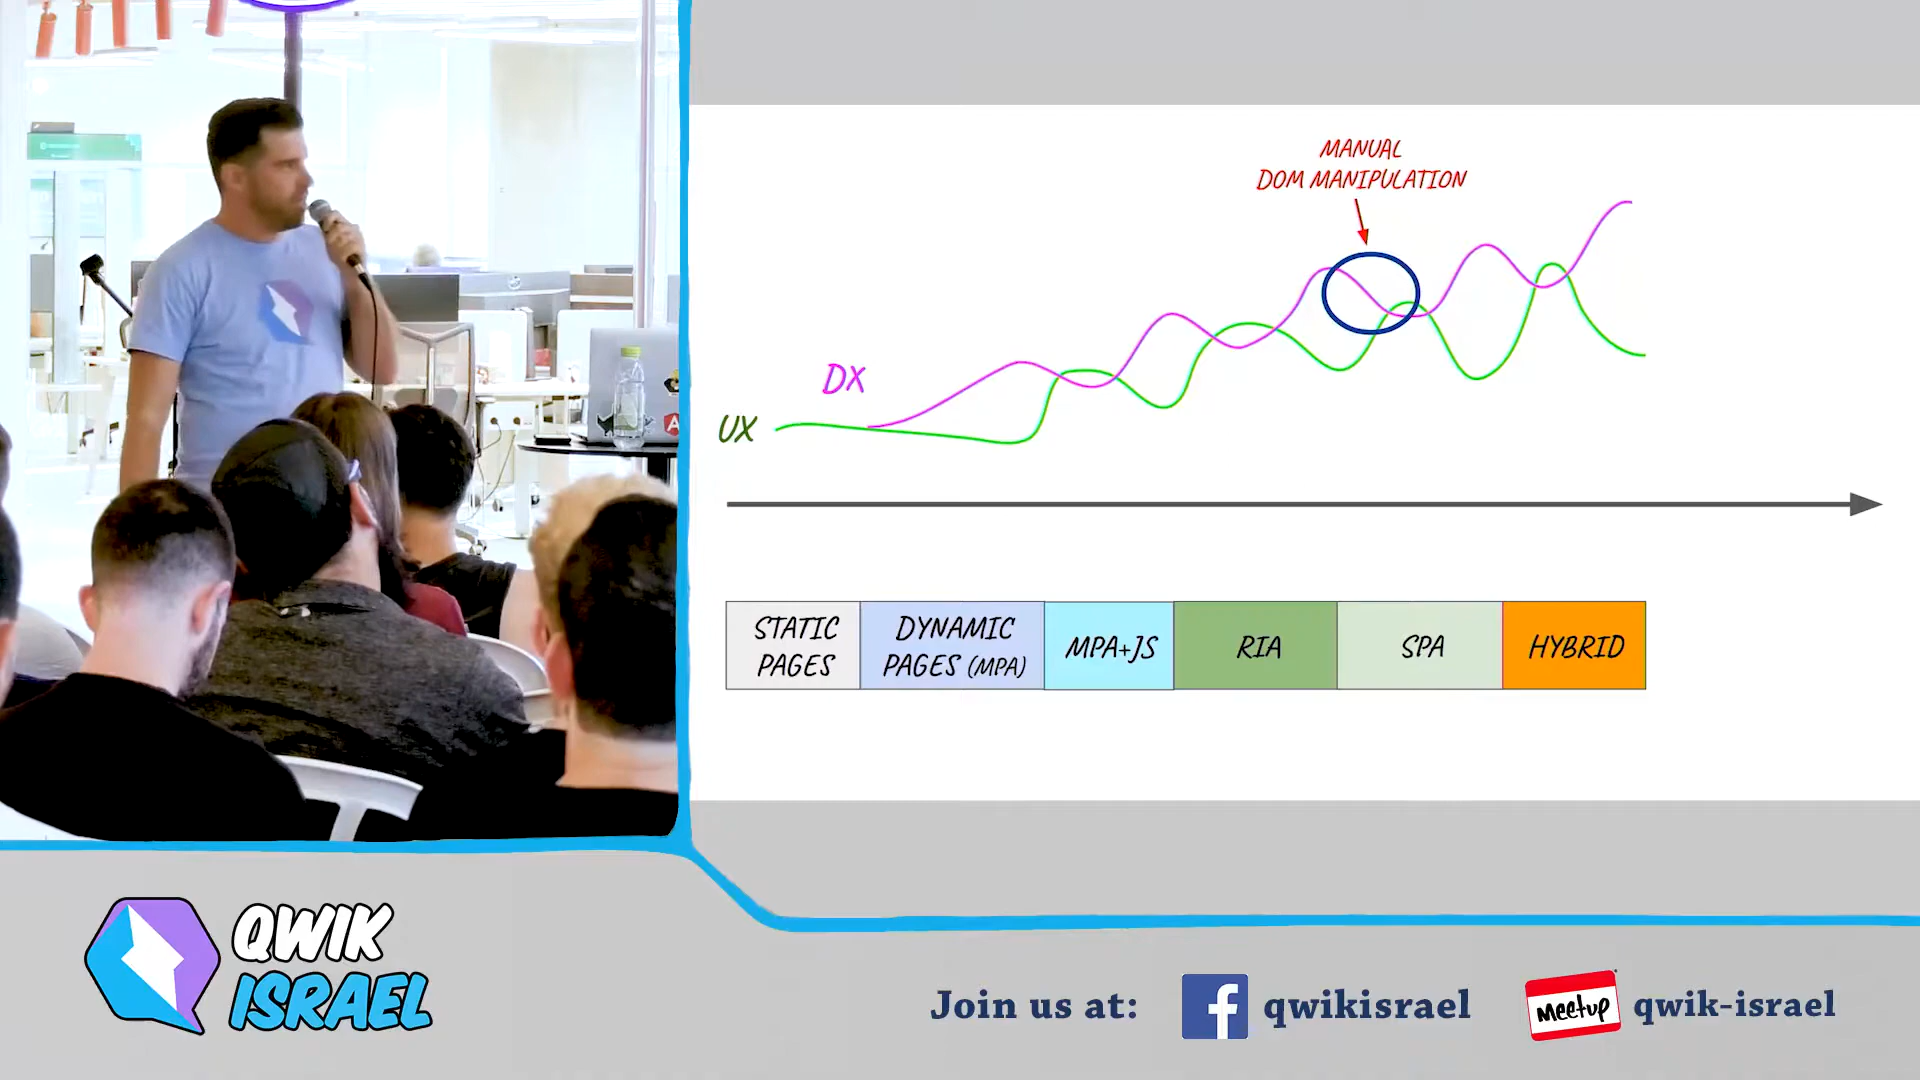 MANUAL
DOM MANIPULATION
DX
UX
STATIC
PAGES
DYNAMIC
PAGES (MPA)
MPA+JS
RIA
SPA
HYBRID
QWIK
ISRAEL
Join us at:
f
qwikisrael
meetup
qwik-israel